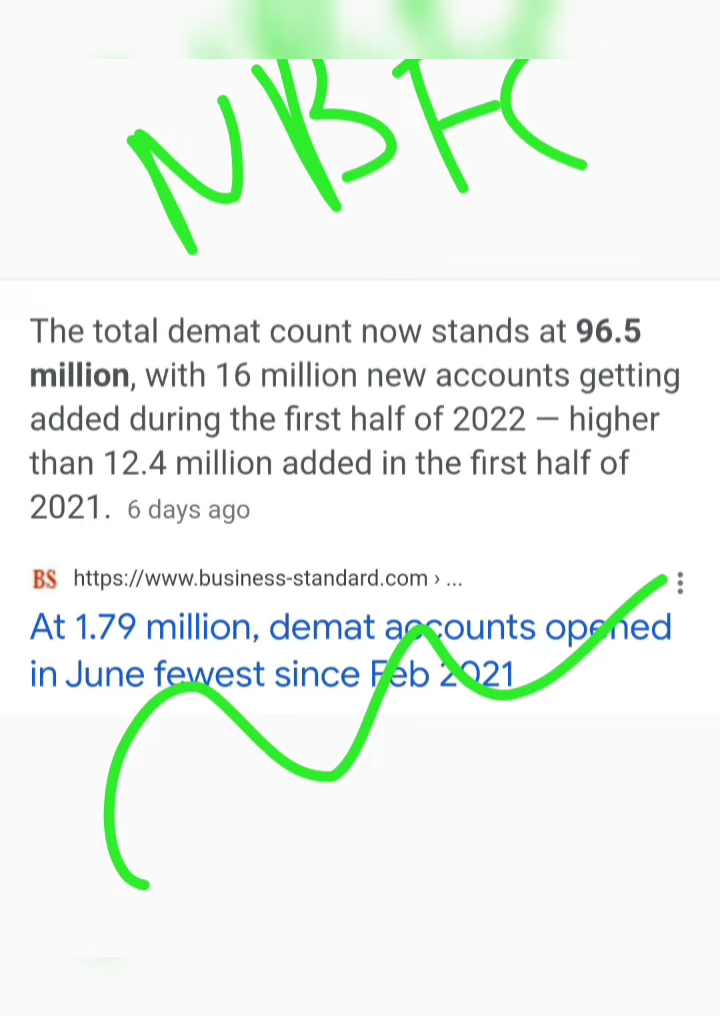 NBFC
The total demat count now stands at 96.5
million, with 16 million new accounts getting
added during the first half of 2022 — higher
than 12.4 million added in the first half of
2021. 6 days ago
BS https://www.business-standard.com › ...
At 1.79 million, demat accounts opened
in June fewest since Feb 2021